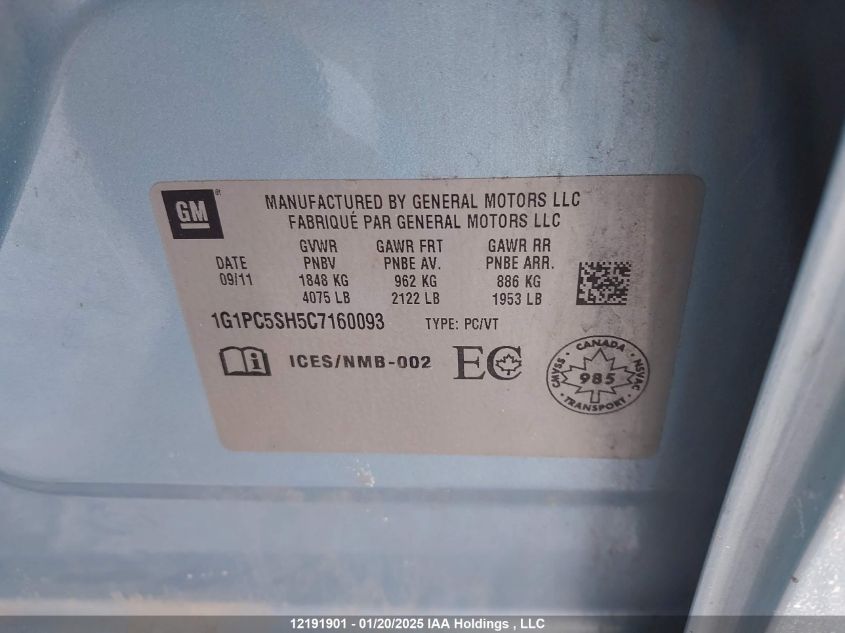 GM
MANUFACTURED BY GENERAL MOTORS LLC
FABRIQUÉ PAR GENERAL MOTORS LLC
GVWR GAWR FRT GAWR RR
DATE PNBV PNBE AV. PNBE ARR.
09/11 1848 KG 962 KG 886 KG
4075 LB 2122 LB 1953 LB
1G1PC5SH5C7160093 TYPE: PC/VT
i ICES/NMB-002 EC
CANADA
CMVSS 985 NSVAC
TRANSPORT
12191901 - 01/20/2025 IAA Holdings , LLC